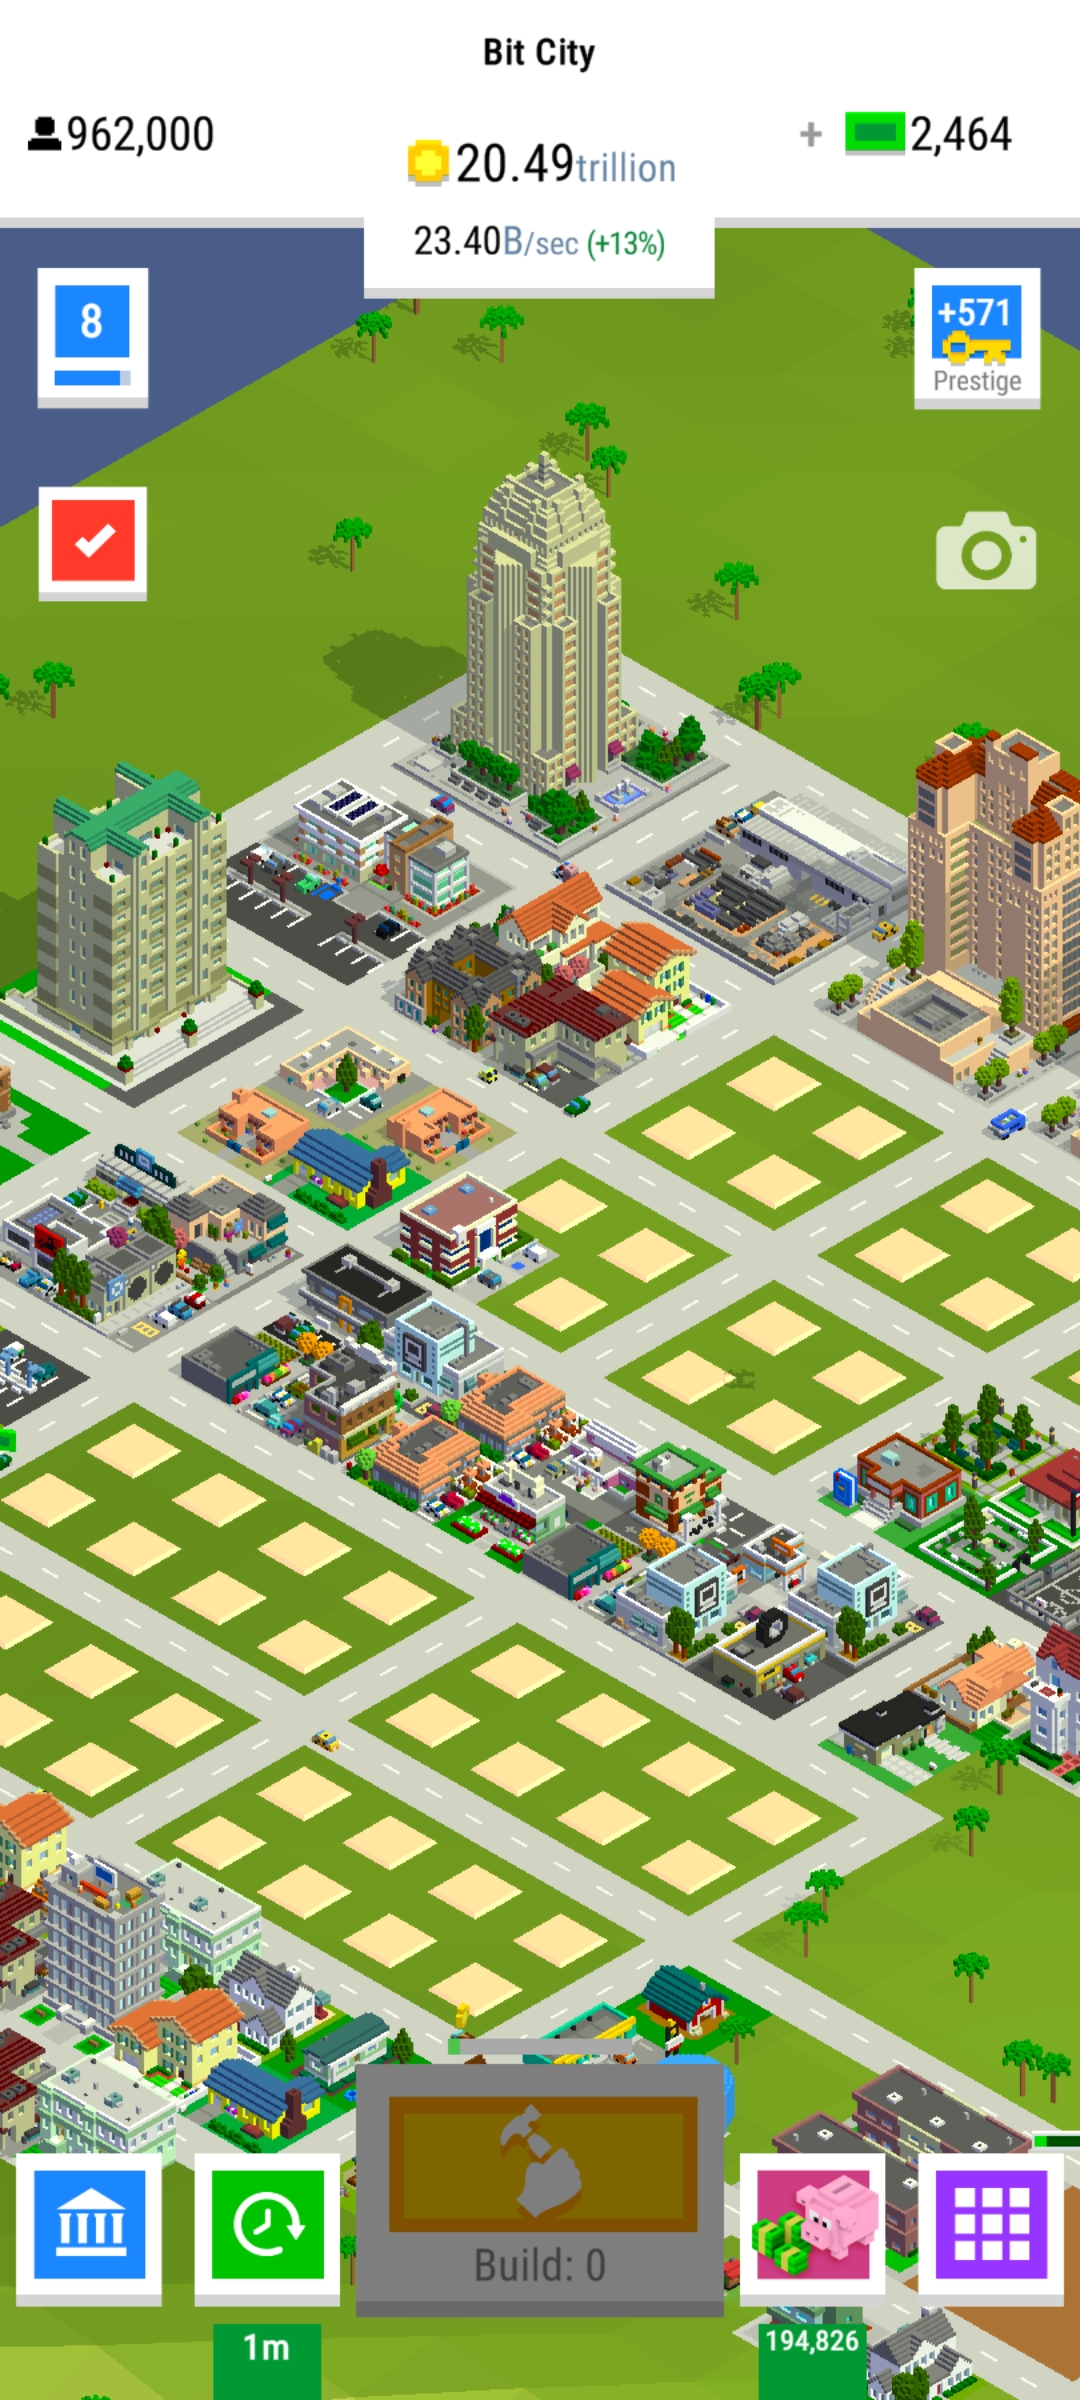 Bit City
962,000
20.49trillion
+ 2,464
23.40B/sec (+13%)
8
+571
Prestige
Build: 0
1m
194,826